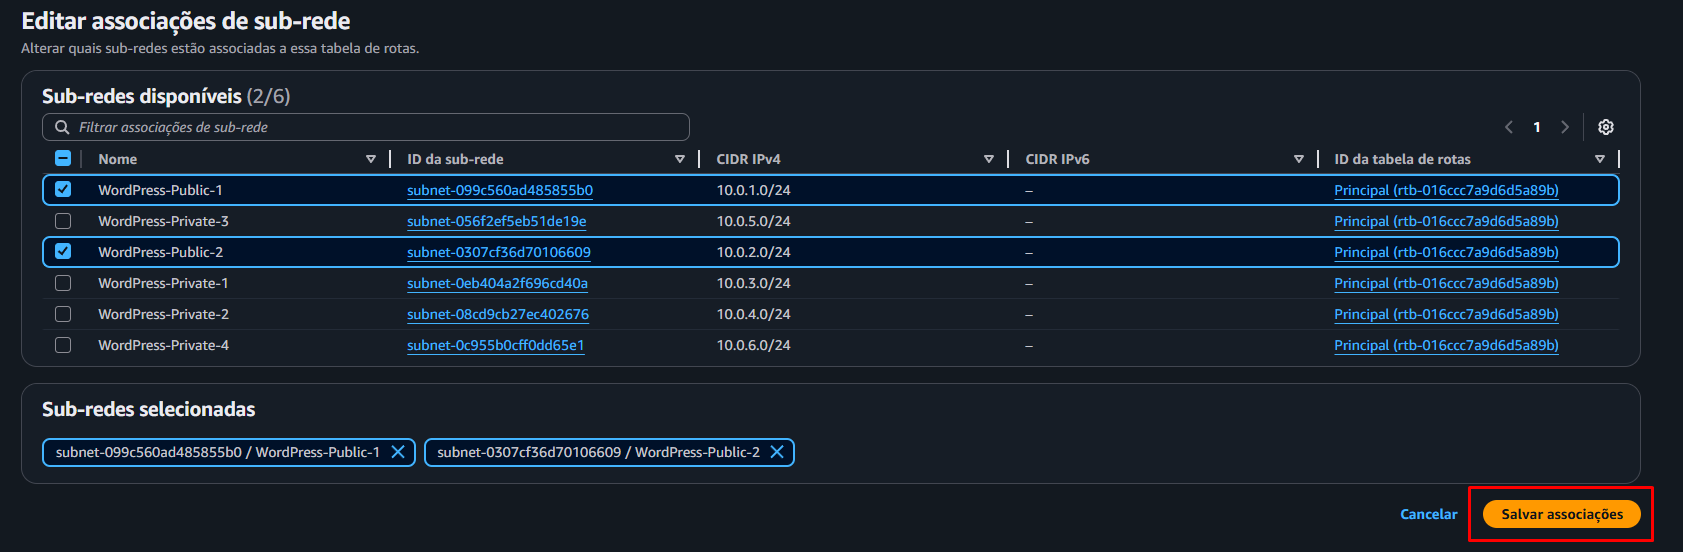 Editar associações de sub-rede
Alterar quais sub-redes estão associadas a essa tabela de rotas.
Sub-redes disponíveis (2/6)
Filtrar associações de sub-rede
1
Nome ID da sub-rede CIDR IPv4 CIDR IPv6 ID da tabela de rotas
WordPress-Public-1 subnet-099c560ad485855b0 10.0.1.0/24 – Principal (rtb-016ccc7a9d6d5a89b)
WordPress-Private-3 subnet-056f2ef5eb51de19e 10.0.5.0/24 – Principal (rtb-016ccc7a9d6d5a89b)
WordPress-Public-2 subnet-0307cf36d70106609 10.0.2.0/24 – Principal (rtb-016ccc7a9d6d5a89b)
WordPress-Private-1 subnet-0eb404a2f696cd40a 10.0.3.0/24 – Principal (rtb-016ccc7a9d6d5a89b)
WordPress-Private-2 subnet-08cd9cb27ec402676 10.0.4.0/24 – Principal (rtb-016ccc7a9d6d5a89b)
WordPress-Private-4 subnet-0c955b0cff0dd65e1 10.0.6.0/24 – Principal (rtb-016ccc7a9d6d5a89b)
Sub-redes selecionadas
subnet-099c560ad485855b0 / WordPress-Public-1 subnet-0307cf36d70106609 / WordPress-Public-2
Cancelar Salvar associações